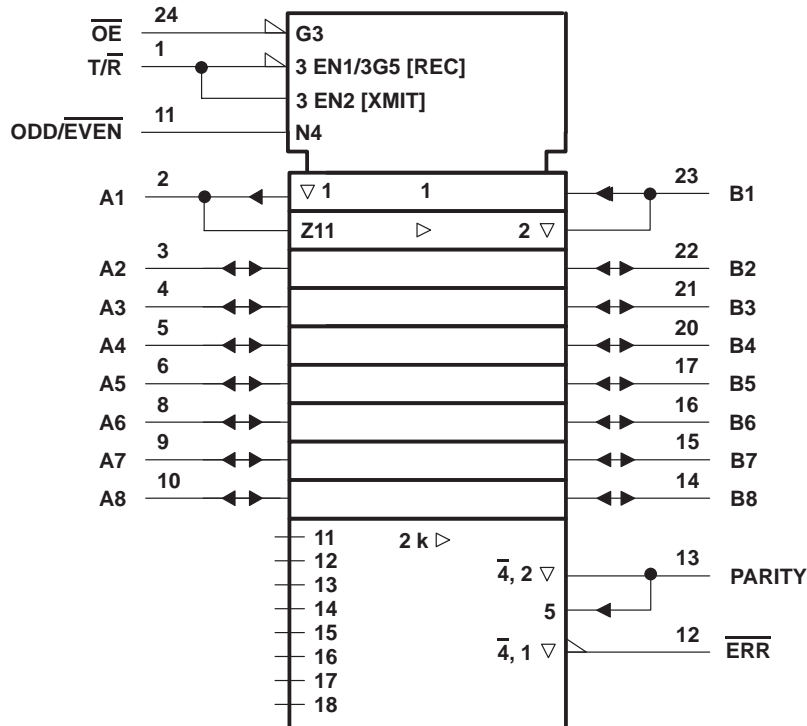 O̅E̅ 24 G3
T/R̅ 1 3 EN1/3G5 [REC]
3 EN2 [XMIT]
ODD/E̅V̅E̅N̅ 11 N4
A1 2 ▽ 1 1 23 B1
Z11 ▷ 2 ▽
A2 3 22 B2
A3 4 21 B3
A4 5 20 B4
A5 6 17 B5
A6 8 16 B6
A7 9 15 B7
A8 10 14 B8
11 2 k ▷
12 4̅, 2 ▽ 13 PARITY
13
14 5
15
16 4̅, 1 ▽ 12 E̅R̅R̅
17
18